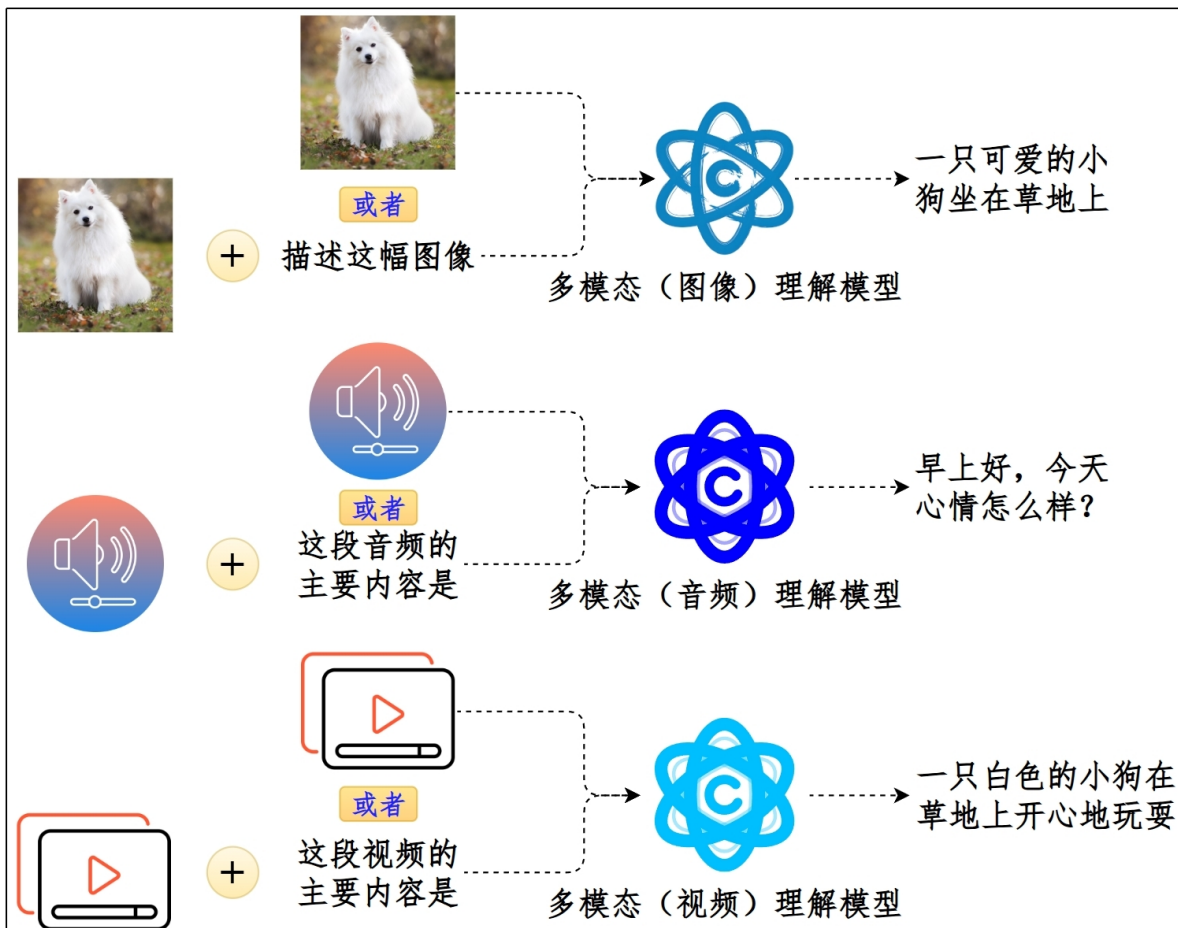 或者
描述这幅图像
多模态（图像）理解模型
一只可爱的小
狗坐在草地上
或者
这段音频的
主要内容是
多模态（音频）理解模型
早上好，今天
心情怎么样？
或者
这段视频的
主要内容是
多模态（视频）理解模型
一只白色的小狗在
草地上开心地玩耍